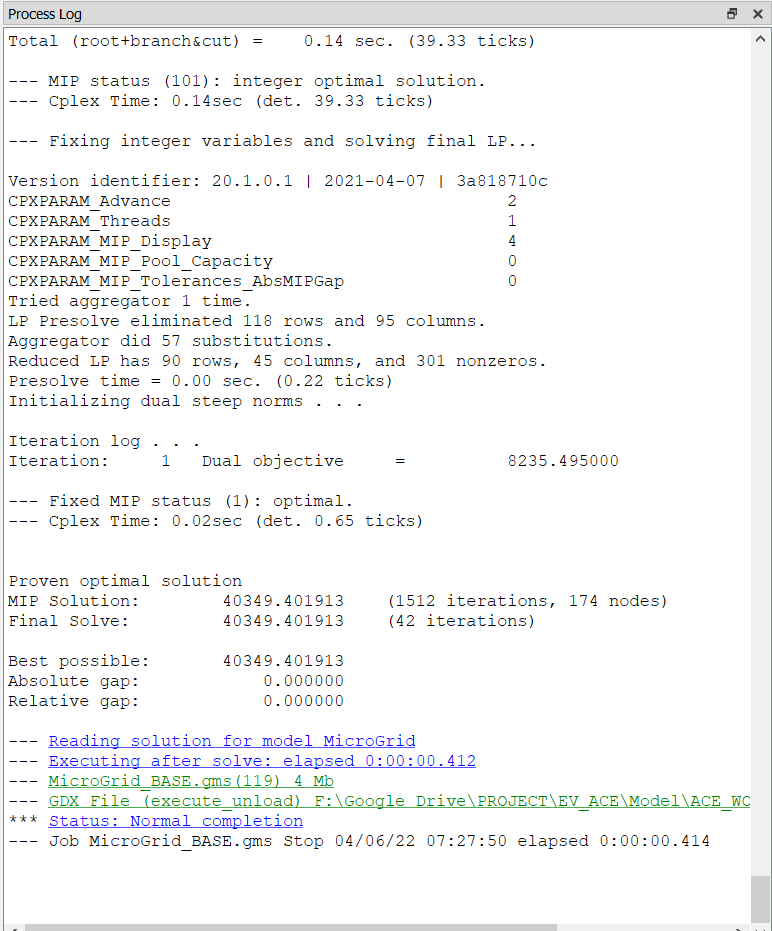 Process Log
Total (root+branch&cut) =    0.14 sec. (39.33 ticks)
--- MIP status (101): integer optimal solution.
--- Cplex Time: 0.14sec (det. 39.33 ticks)
--- Fixing integer variables and solving final LP...
Version identifier: 20.1.0.1 | 2021-04-07 | 3a818710c
CPXPARAM_Advance                                 2
CPXPARAM_Threads                                 1
CPXPARAM_MIP_Display                             4
CPXPARAM_MIP_Pool_Capacity                       0
CPXPARAM_MIP_Tolerances_AbsMIPGap                0
Tried aggregator 1 time.
LP Presolve eliminated 118 rows and 95 columns.
Aggregator did 57 substitutions.
Reduced LP has 90 rows, 45 columns, and 301 nonzeros.
Presolve time = 0.00 sec. (0.22 ticks)
Initializing dual steep norms . . .
Iteration log . . .
Iteration:     1   Dual objective     =          8235.495000
--- Fixed MIP status (1): optimal.
--- Cplex Time: 0.02sec (det. 0.65 ticks)
Proven optimal solution
MIP Solution:        40349.401913    (1512 iterations, 174 nodes)
Final Solve:         40349.401913    (42 iterations)
Best possible:       40349.401913
Absolute gap:            0.000000
Relative gap:            0.000000
--- Reading solution for model MicroGrid
--- Executing after solve: elapsed 0:00:00.412
--- MicroGrid_BASE.gms(119) 4 Mb
--- GDX File (execute_unload) F:\Google Drive\PROJECT\EV_ACE\Model\ACE_WC
*** Status: Normal completion
--- Job MicroGrid_BASE.gms Stop 04/06/22 07:27:50 elapsed 0:00:00.414